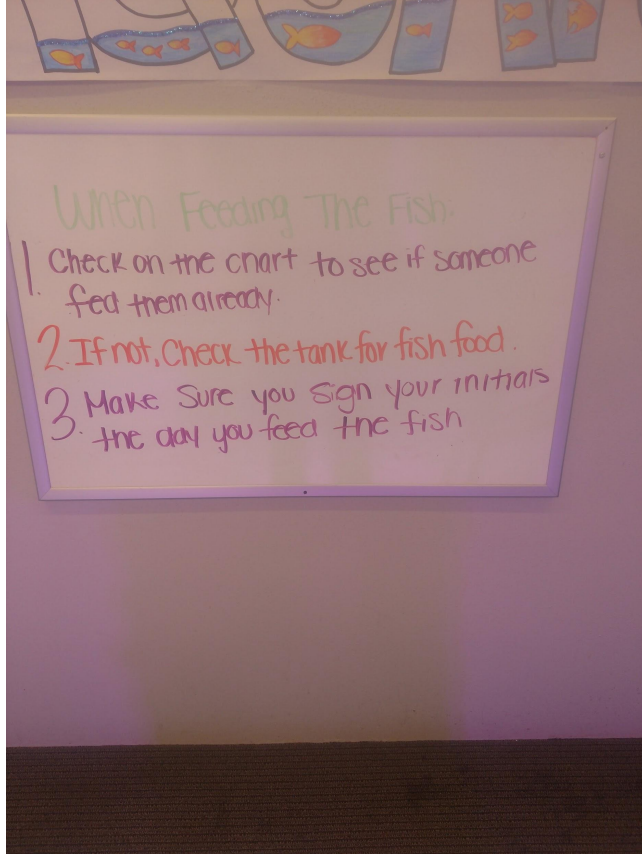 When Feeding The Fish:
1. Check on the chart to see if someone
fed them already.
2. If not, Check the tank for fish food.
3. Make Sure you Sign your initials
the day you feed the fish